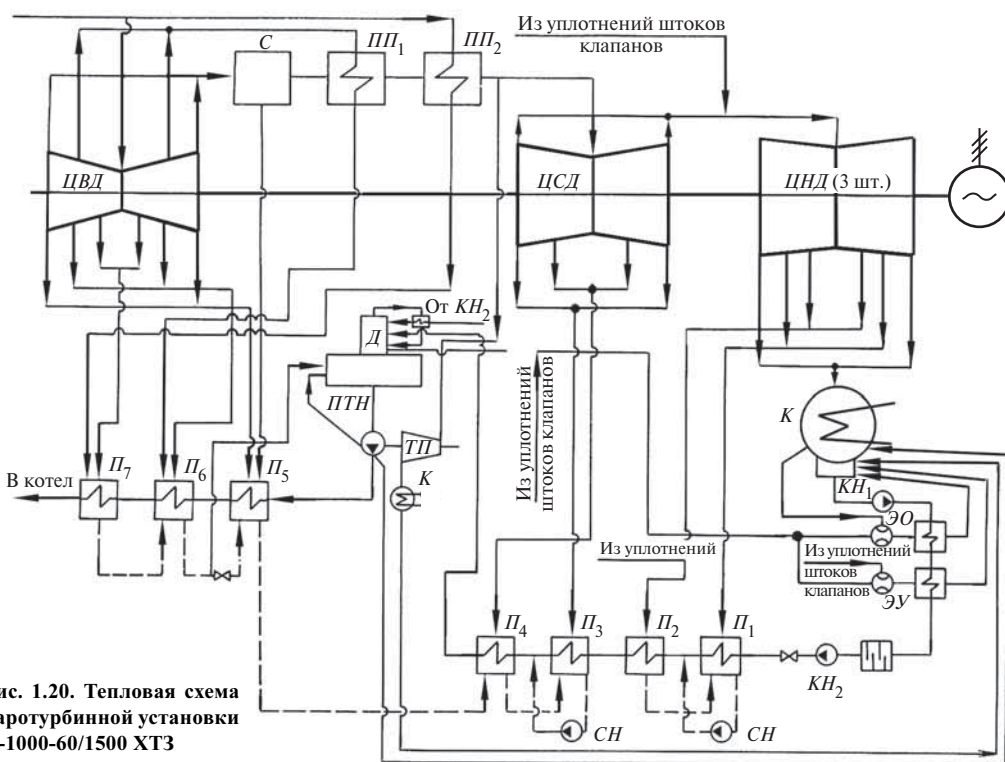 С
ПП1
ПП2
Из уплотнений штоков
клапанов
ЦВД
ЦСД
ЦНД (3 шт.)
От КН2
Д
ПТН
ТП
К
Из уплотнений
штоков клапанов
К
КН1
ЭО
Из уплотнений
штоков
клапанов
ЭУ
В котел
П7
П6
П5
Из уплотнений
П4
П3
П2
П1
КН2
СН
СН
ис. 1.20. Тепловая схема
аротурбинной установки
-1000-60/1500 ХТЗ